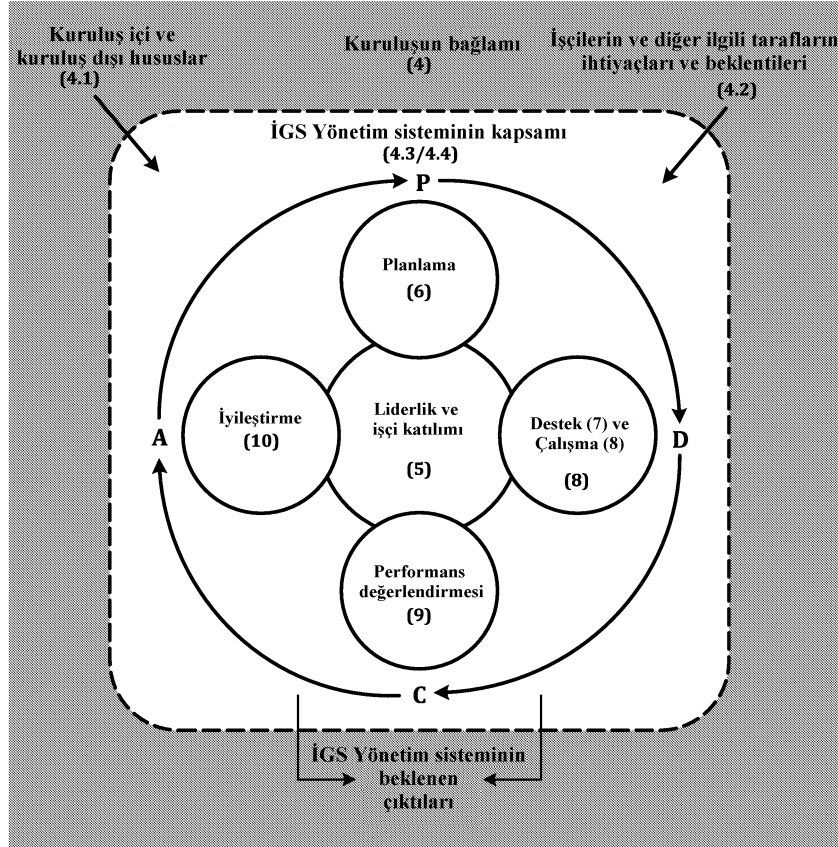 Kuruluş içi ve
kuruluş dışı hususlar
(4.1)
Kuruluşun bağlamı
(4)
İşçilerin ve diğer ilgili tarafların
ihtiyaçları ve beklentileri
(4.2)
İGS Yönetim sisteminin kapsamı
(4.3/4.4)
P
Planlama
(6)
A
İyileştirme
(10)
Liderlik ve
işçi katılımı
(5)
Destek (7) ve
Çalışma (8)
(8)
D
Performans
değerlendirmesi
(9)
C
İGS Yönetim sisteminin
beklenen
çıktıları